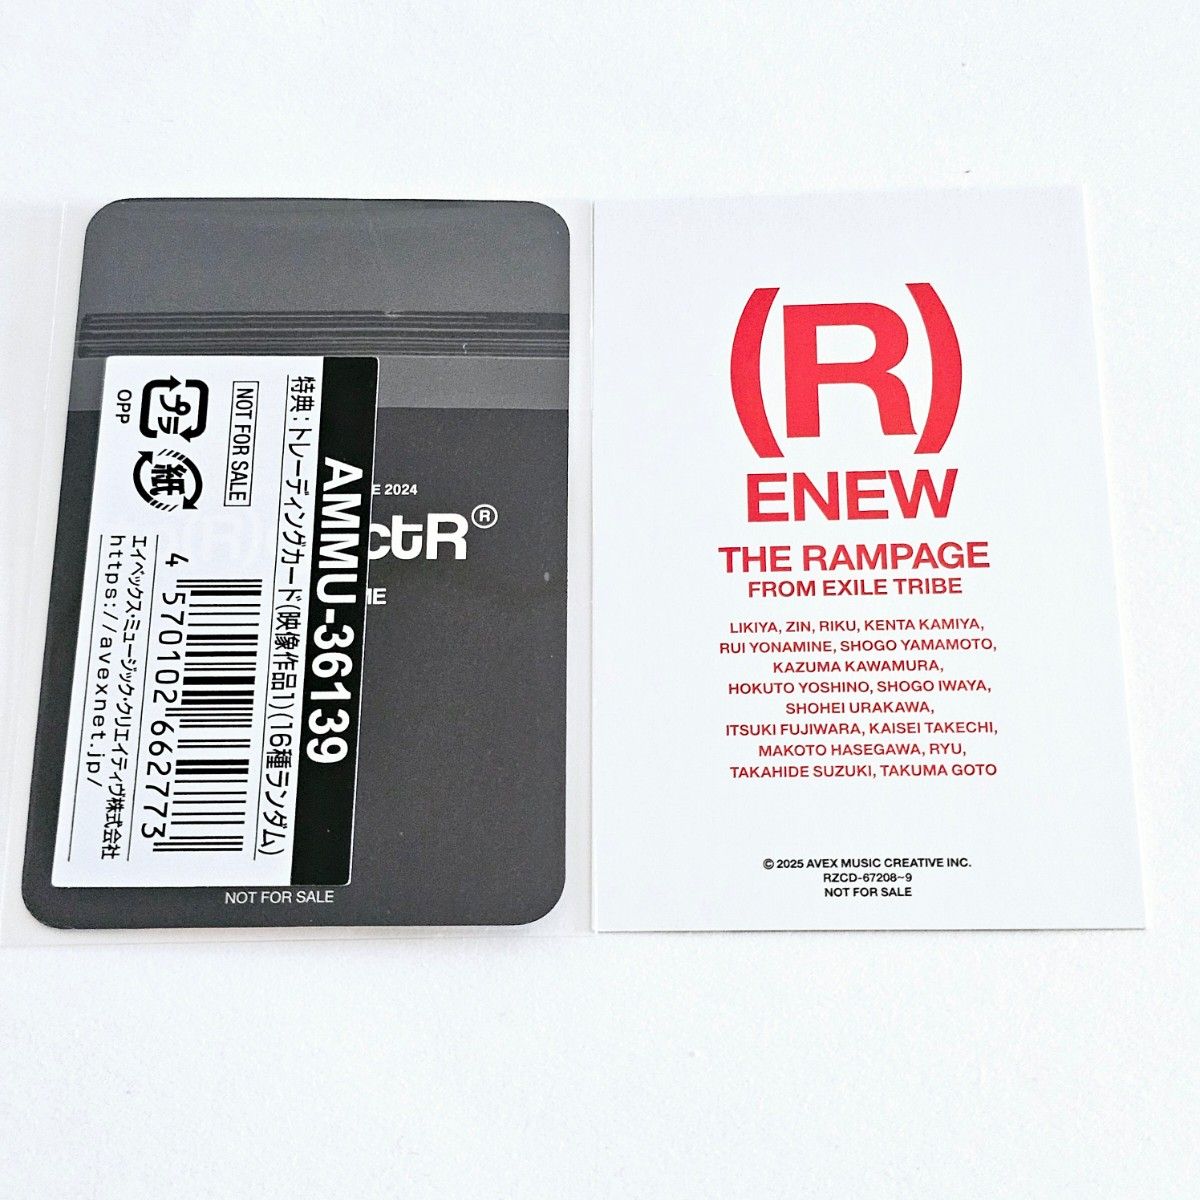 AMMU-36139
特典:トレーディングカード(映像作品1)(16種ランダム)
NOT FOR SALE
プラ
OPP
紙
4 570102 662773
エイベックス・ミュージック・クリエイティヴ株式会社
https://avexnet.jp/
E 2024
ctR®
ME
NOT FOR SALE
(R)
ENEW
THE RAMPAGE
FROM EXILE TRIBE
LIKIYA, ZIN, RIKU, KENTA KAMIYA,
RUI YONAMINE, SHOGO YAMAMOTO,
KAZUMA KAWAMURA,
HOKUTO YOSHINO, SHOGO IWAYA,
SHOHEI URAKAWA,
ITSUKI FUJIWARA, KAISEI TAKECHI,
MAKOTO HASEGAWA, RYU,
TAKAHIDE SUZUKI, TAKUMA GOTO
© 2025 AVEX MUSIC CREATIVE INC.
RZCD-67208~9
NOT FOR SALE